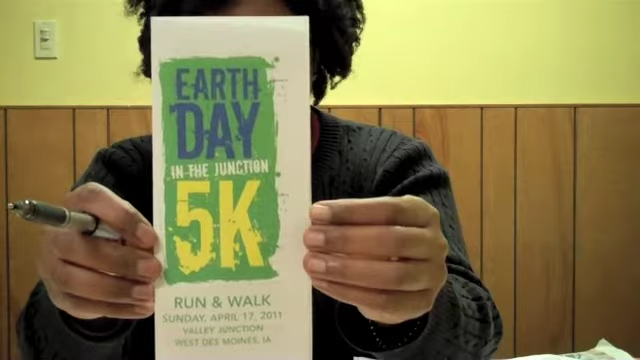 EARTH
DAY
IN THE JUNCTION
5K
RUN & WALK
SUNDAY, APRIL 17, 2011
VALLEY JUNCTION
WEST DES MOINES, IA